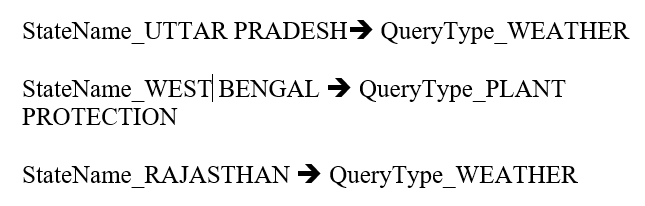 StateName_UTTAR PRADESH➔ QueryType_WEATHER
StateName_WEST BENGAL ➔ QueryType_PLANT
PROTECTION
StateName_RAJASTHAN ➔ QueryType_WEATHER